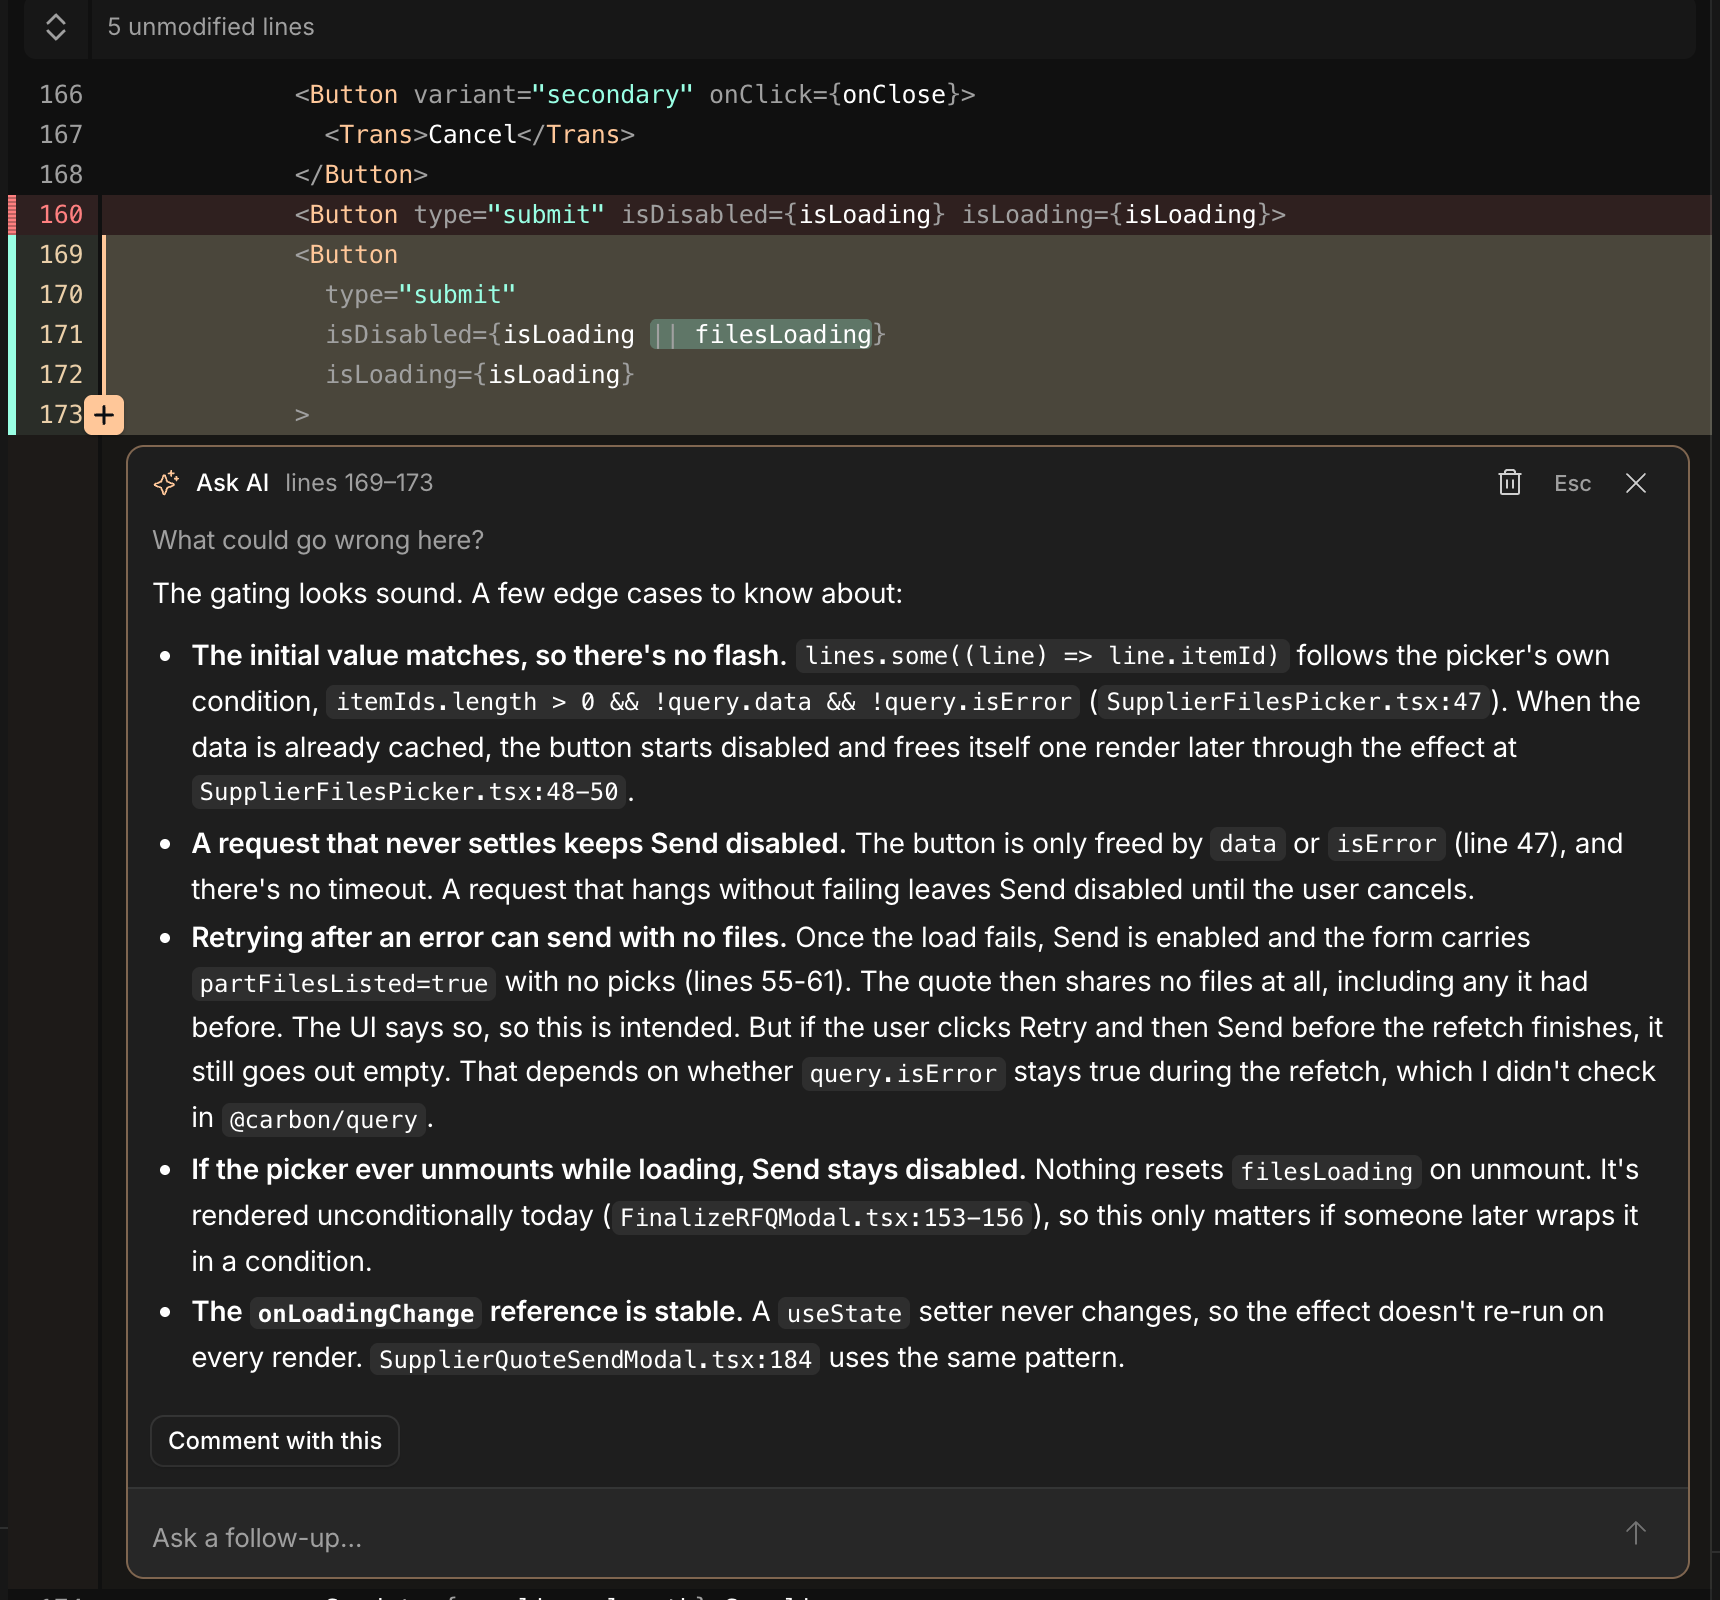 5 unmodified lines
166 <Button variant="secondary" onClick={onClose}>
167 <Trans>Cancel</Trans>
168 </Button>
160 <Button type="submit" isDisabled={isLoading} isLoading={isLoading}>
169 <Button
170 type="submit"
171 isDisabled={isLoading || filesLoading}
172 isLoading={isLoading}
173 + >
Ask AI lines 169–173 Esc
What could go wrong here?
The gating looks sound. A few edge cases to know about:
• The initial value matches, so there's no flash. lines.some((line) => line.itemId) follows the picker's own
condition, itemIds.length > 0 && !query.data && !query.isError (SupplierFilesPicker.tsx:47). When the
data is already cached, the button starts disabled and frees itself one render later through the effect at
SupplierFilesPicker.tsx:48–50.
• A request that never settles keeps Send disabled. The button is only freed by data or isError (line 47), and
there's no timeout. A request that hangs without failing leaves Send disabled until the user cancels.
• Retrying after an error can send with no files. Once the load fails, Send is enabled and the form carries
partFilesListed=true with no picks (lines 55-61). The quote then shares no files at all, including any it had
before. The UI says so, so this is intended. But if the user clicks Retry and then Send before the refetch finishes, it
still goes out empty. That depends on whether query.isError stays true during the refetch, which I didn't check
in @carbon/query.
• If the picker ever unmounts while loading, Send stays disabled. Nothing resets filesLoading on unmount. It's
rendered unconditionally today (FinalizeRFQModal.tsx:153–156), so this only matters if someone later wraps it
in a condition.
• The onLoadingChange reference is stable. A useState setter never changes, so the effect doesn't re-run on
every render. SupplierQuoteSendModal.tsx:184 uses the same pattern.
Comment with this
Ask a follow-up...